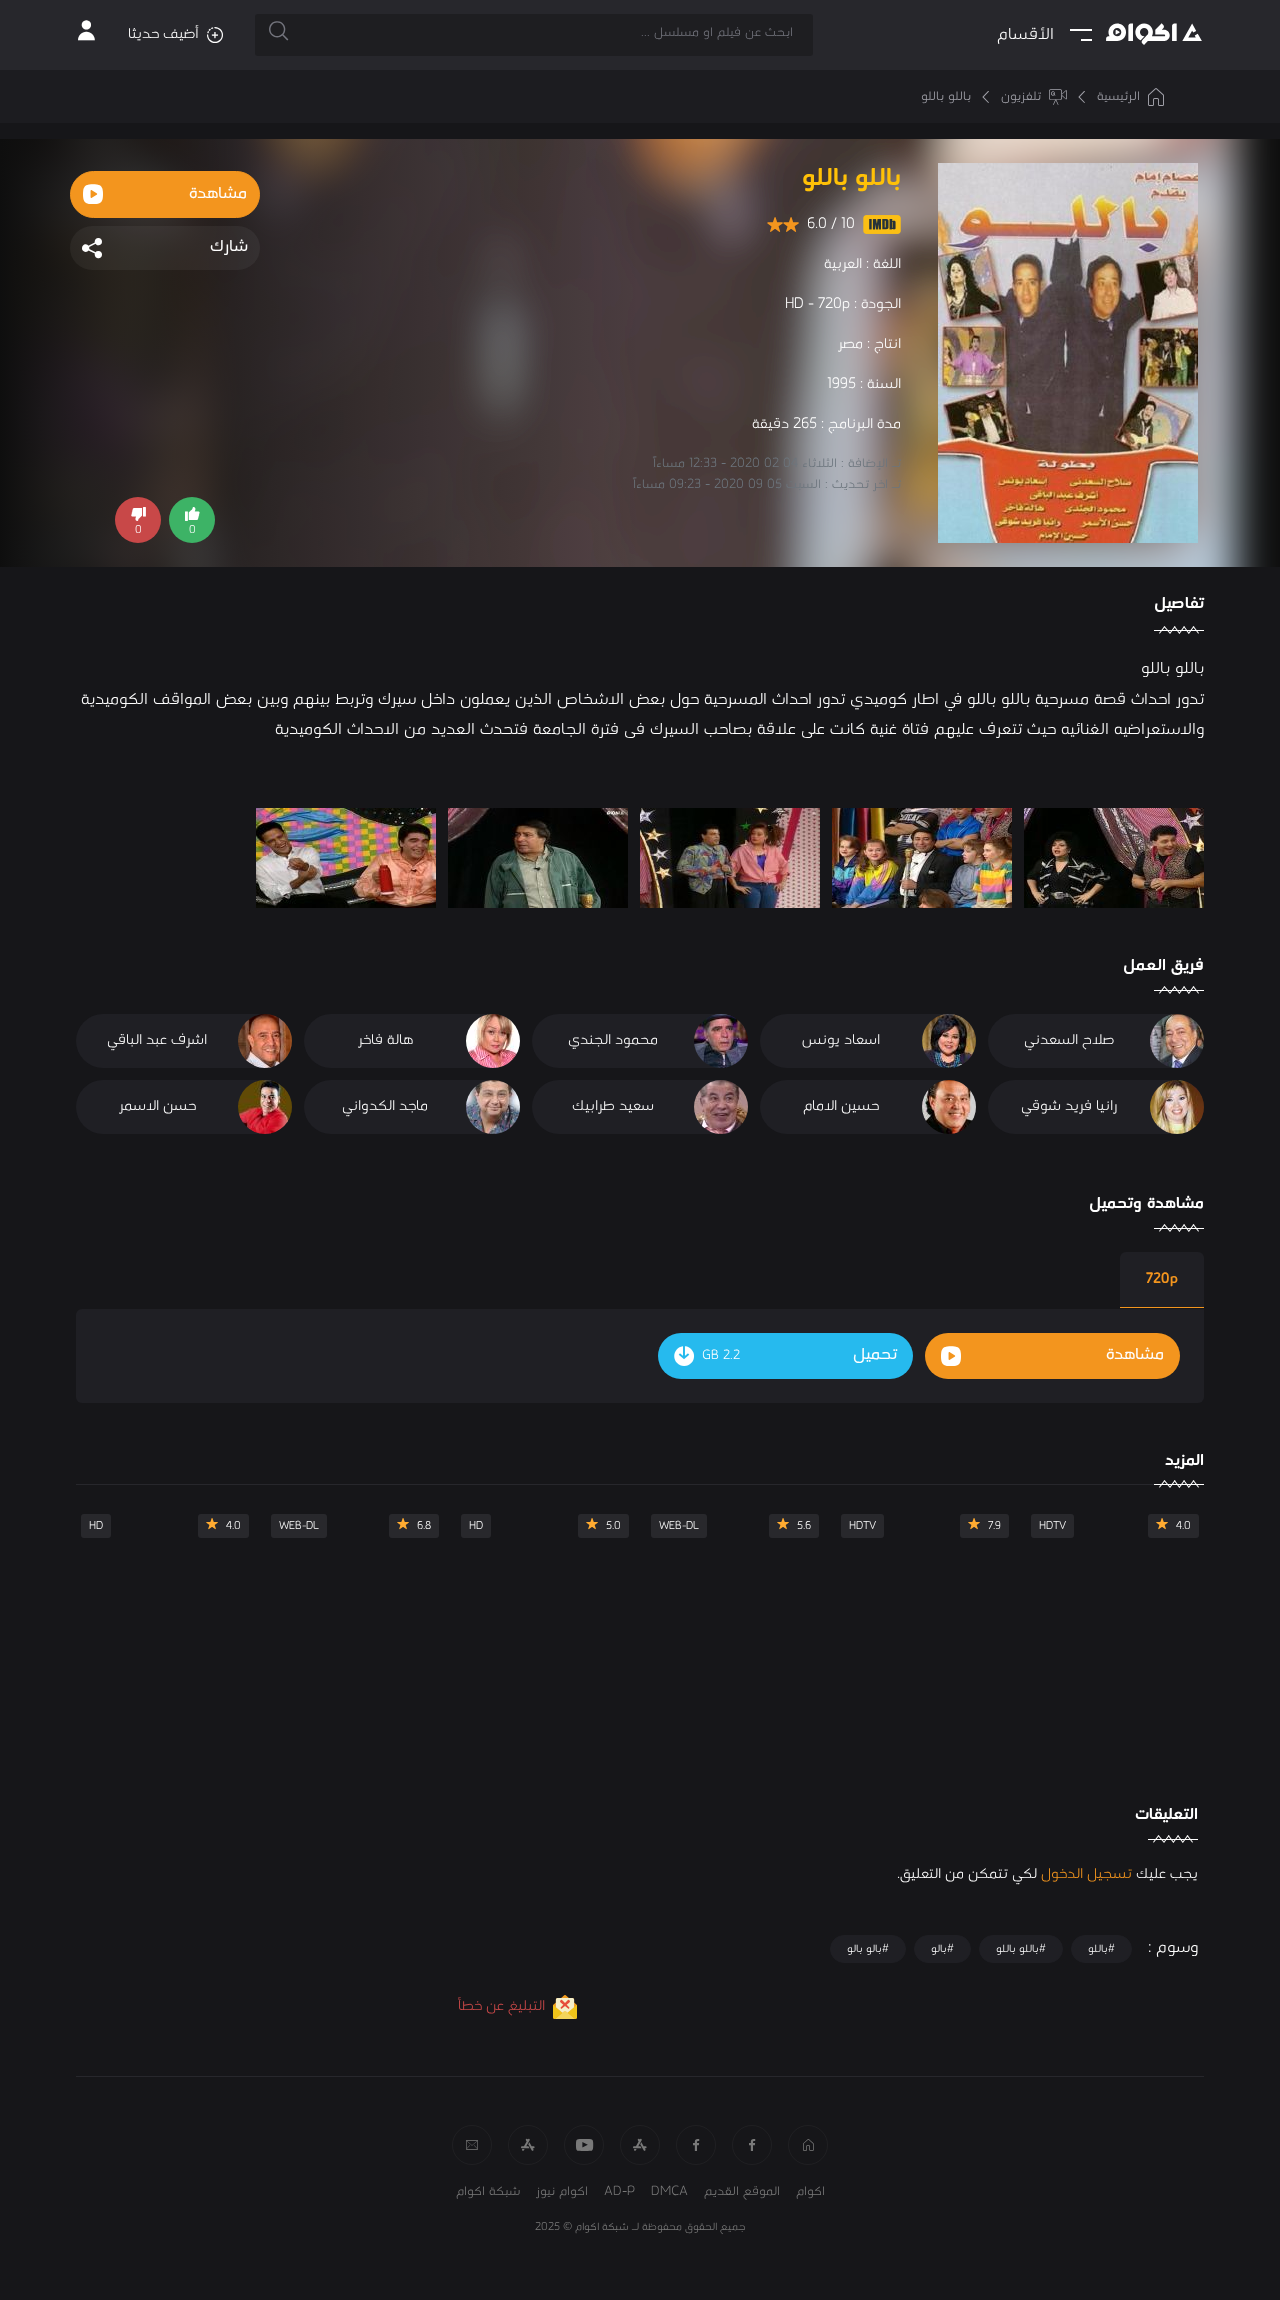 اكوام
الأقسام
ابحث عن فيلم او مسلسل ...
أضيف حديثا
الرئيسية
تلفزيون
باللو باللو
عصام إمام
يقدم
باللو
بطولة
صلاح السعدني
إسعاد يونس
أشرف عبد الباقي
محمود الجندي
هالة فاخر
حسن الأسمر
رانيا فريد شوقي
حسين الإمام
باللو باللو
IMDb 10 / 6.0
اللغة : العربية
الجودة : HD - 720p
انتاج : مصر
السنة : 1995
مدة البرنامج : 265 دقيقة
02 2020 - 12:33 مساءاً
05 09 2020 - 09:23 مساءاً
مشاهدة
شارك
0
0
تفاصيل
باللو باللو
تدور احداث قصة مسرحية باللو باللو في اطار كوميدي تدور احداث المسرحية حول بعض الاشخاص الذين يعملون داخل سيرك وتربط بينهم وبين بعض المواقف الكوميدية
والاستعراضيه الغنائيه حيث تتعرف عليهم فتاة غنية كانت على علاقة بصاحب السيرك فى فترة الجامعة فتحدث العديد من الاحداث الكوميدية
فريق العمل
صلاح السعدني
اسعاد يونس
محمود الجندي
هالة فاخر
اشرف عبد الباقي
رانيا فريد شوقي
حسين الامام
سعيد طرابيك
ماجد الكدواني
حسن الاسمر
مشاهدة وتحميل
720p
مشاهدة
تحميل
2.2 GB
المزيد
4.0
HDTV
7.9
HDTV
5.6
WEB-DL
5.0
HD
6.8
WEB-DL
4.0
HD
التعليقات
يجب عليك تسجيل الدخول لكي تتمكن من التعليق.
وسوم :
#باللو
#باللو باللو
#بالو
#بالو بالو
التبليغ عن خطأ
اكوام
الموقع القديم
DMCA
AD-P
اكوام نيوز
شبكة اكوام
جميع الحقوق محفوظة لـ شبكة اكوام © 2025